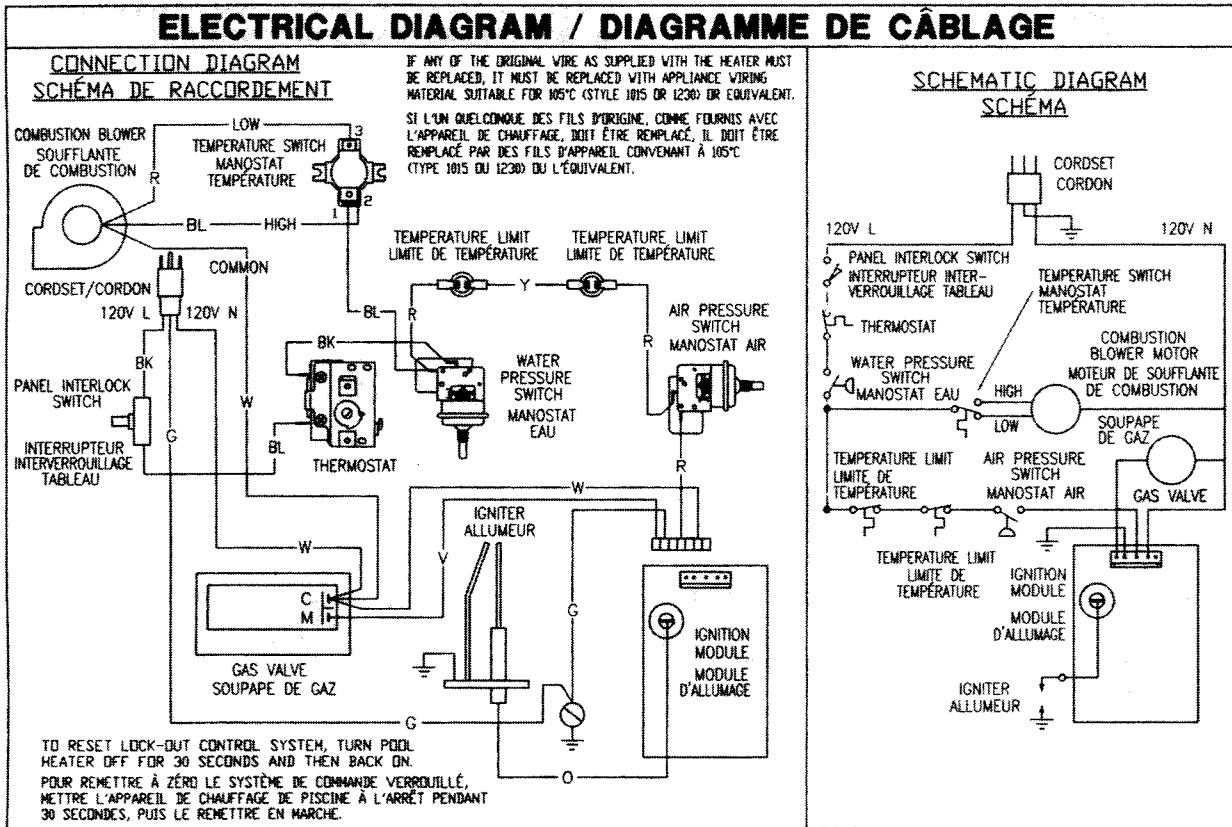 ELECTRICAL DIAGRAM / DIAGRAMME DE CÂBLAGE
CONNECTION DIAGRAM
SCHÉMA DE RACCORDEMENT
IF ANY OF THE ORIGINAL WIRE AS SUPPLIED WITH THE HEATER MUST
BE REPLACED, IT MUST BE REPLACED WITH APPLIANCE WIRING
MATERIAL SUITABLE FOR 105°C (STYLE 1015 OR 1230) OR EQUIVALENT.
SI L'UN QUELCONQUE DES FILS D'ORIGINE, COMME FOURNIS AVEC
L'APPAREIL DE CHAUFFAGE, DOIT ÊTRE REMPLACÉ, IL DOIT ÊTRE
REMPLACÉ PAR DES FILS D'APPAREIL CONVENANT À 105°C
(TYPE 1015 OU 1230) OU L'ÉQUIVALENT.
COMBUSTION BLOWER
SOUFFLANTE
DE COMBUSTION
LOW
3
TEMPERATURE SWITCH
MANOSTAT
TEMPÉRATURE
R
1
2
BL
HIGH
COMMON
CORDSET/CORDON
120V L
120V N
TEMPERATURE LIMIT
LIMITE DE TEMPÉRATURE
TEMPERATURE LIMIT
LIMITE DE TEMPÉRATURE
Y
BL
R
R
AIR PRESSURE
SWITCH
MANOSTAT AIR
BK
BK
WATER
PRESSURE
SWITCH
MANOSTAT
EAU
PANEL INTERLOCK
SWITCH
W
G
INTERRUPTEUR
INTERVERROUILLAGE
TABLEAU
BL
THERMOSTAT
R
W
IGNITER
ALLUMEUR
W
V
G
C
M
GAS VALVE
SOUPAPE DE GAZ
IGNITION
MODULE
MODULE
D'ALLUMAGE
G
O
TO RESET LOCK-OUT CONTROL SYSTEM, TURN POOL
HEATER OFF FOR 30 SECONDS AND THEN BACK ON.
POUR REMETTRE À ZÉRO LE SYSTÈME DE COMMANDE VERROUILLÉ,
METTRE L'APPAREIL DE CHAUFFAGE DE PISCINE À L'ARRÊT PENDANT
30 SECONDES, PUIS LE REMETTRE EN MARCHE.
SCHEMATIC DIAGRAM
SCHÉMA
CORDSET
CORDON
120V L
120V N
PANEL INTERLOCK SWITCH
INTERRUPTEUR INTER-
VERROUILLAGE TABLEAU
TEMPERATURE SWITCH
MANOSTAT
TEMPÉRATURE
THERMOSTAT
COMBUSTION
BLOWER MOTOR
MOTEUR DE SOUFFLANTE
DE COMBUSTION
WATER PRESSURE
SWITCH
MANOSTAT EAU
HIGH
LOW
SOUPAPE
DE GAZ
GAS VALVE
TEMPERATURE LIMIT
LIMITE DE
TEMPÉRATURE
AIR PRESSURE
SWITCH
MANOSTAT AIR
TEMPERATURE LIMIT
LIMITE DE
TEMPÉRATURE
IGNITION
MODULE
MODULE
D'ALLUMAGE
IGNITER
ALLUMEUR